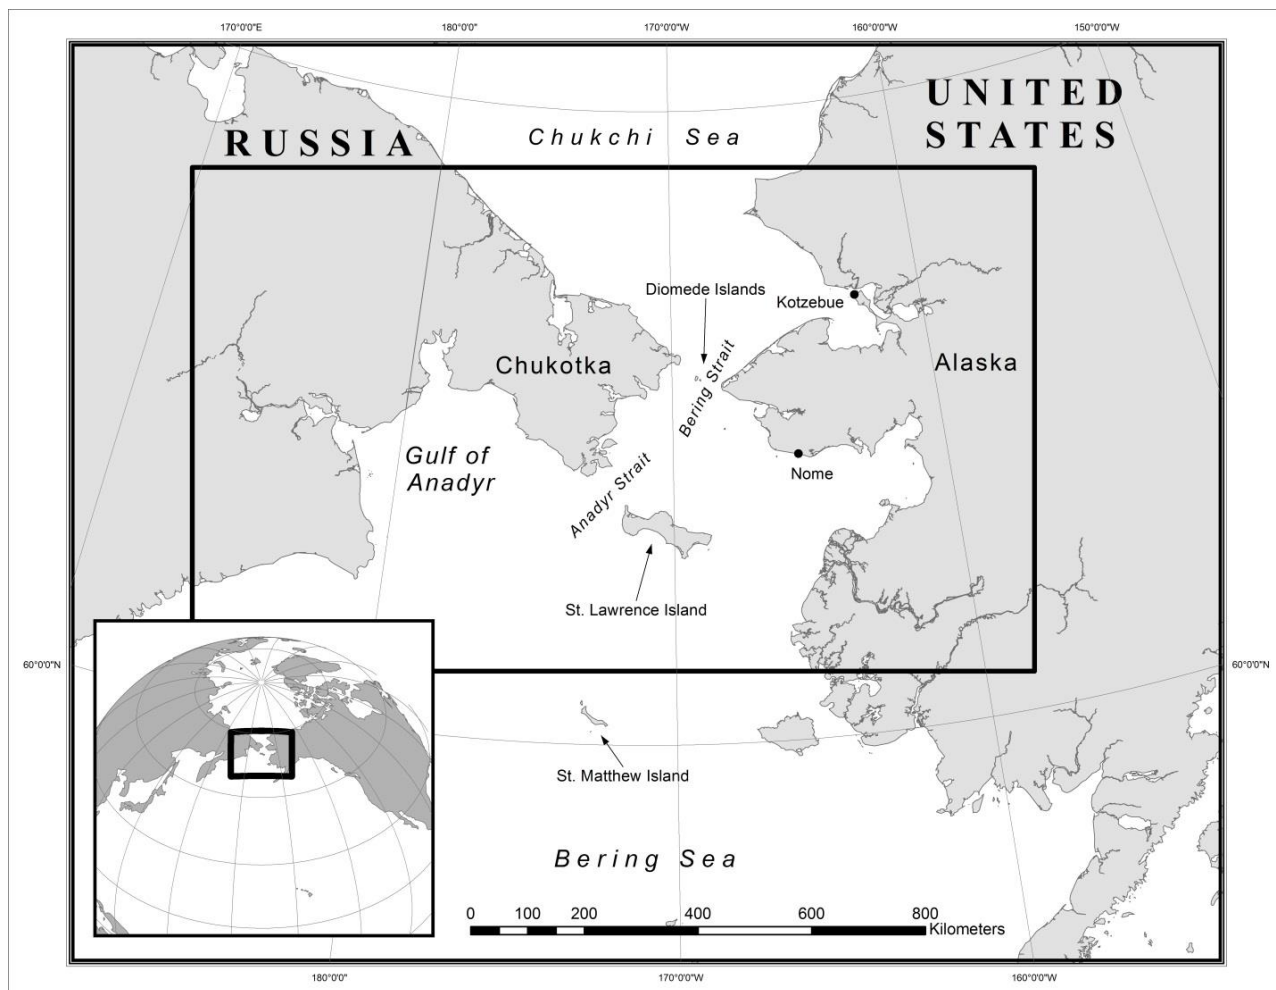 170°0'0"E
180°0'0"
170°0'0"W
160°0'0"W
150°0'0"W
UNITED
STATES
RUSSIA
Chukchi Sea
Diomede Islands
Kotzebue
Chukotka
Bering Strait
Alaska
Gulf of
Anadyr
Anadyr Strait
Nome
St. Lawrence Island
60°0'0"N
60°0'0"N
St. Matthew Island
Bering Sea
0 100 200 400 600 800
Kilometers
180°0'0"
170°0'0"W
160°0'0"W